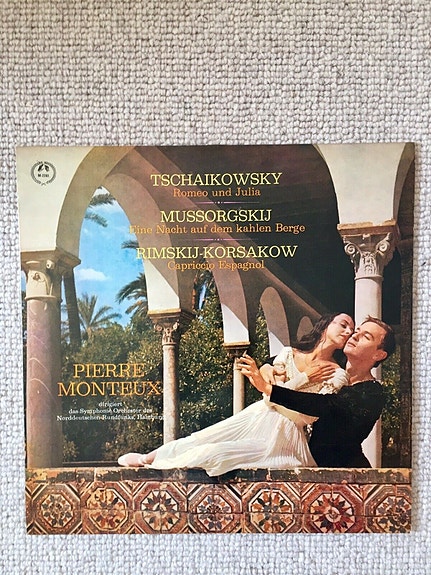 TSCHAIKOWSKY
Romeo und Julia
MUSSORGSKIJ
Eine Nacht auf dem kahlen Berge
RIMSKIJ-KORSAKOW
Capriccio Espagnol
PIERRE
MONTEUX
dirigiert
das Symphonie-Orchester des
Norddeutschen Rundfunks, Hamburg